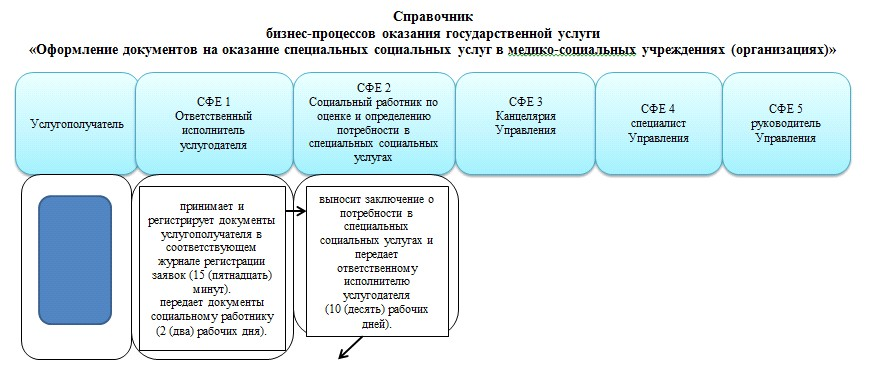 Справочник
бизнес-процессов оказания государственной услуги
«Оформление документов на оказание специальных социальных услуг в медико-социальных учреждениях (организациях)»
Услугополучатель
СФЕ 1
Ответственный
исполнитель
услугодателя
СФЕ 2
Социальный работник по
оценке и определению
потребности в
специальных социальных
услугах
СФЕ 3
Канцелярия
Управления
СФЕ 4
специалист
Управления
СФЕ 5
руководитель
Управления
принимает и
регистрирует документы
услугополучателя в
соответствующем
журнале регистрации
заявок (15 (пятнадцать)
минут).
передает документы
социальному работнику
(2 (два) рабочих дня).
выносит заключение о
потребности в
специальных
социальных услугах и
передает
ответственному
исполнителю
услугодателя
(10 (десять) рабочих
дней).